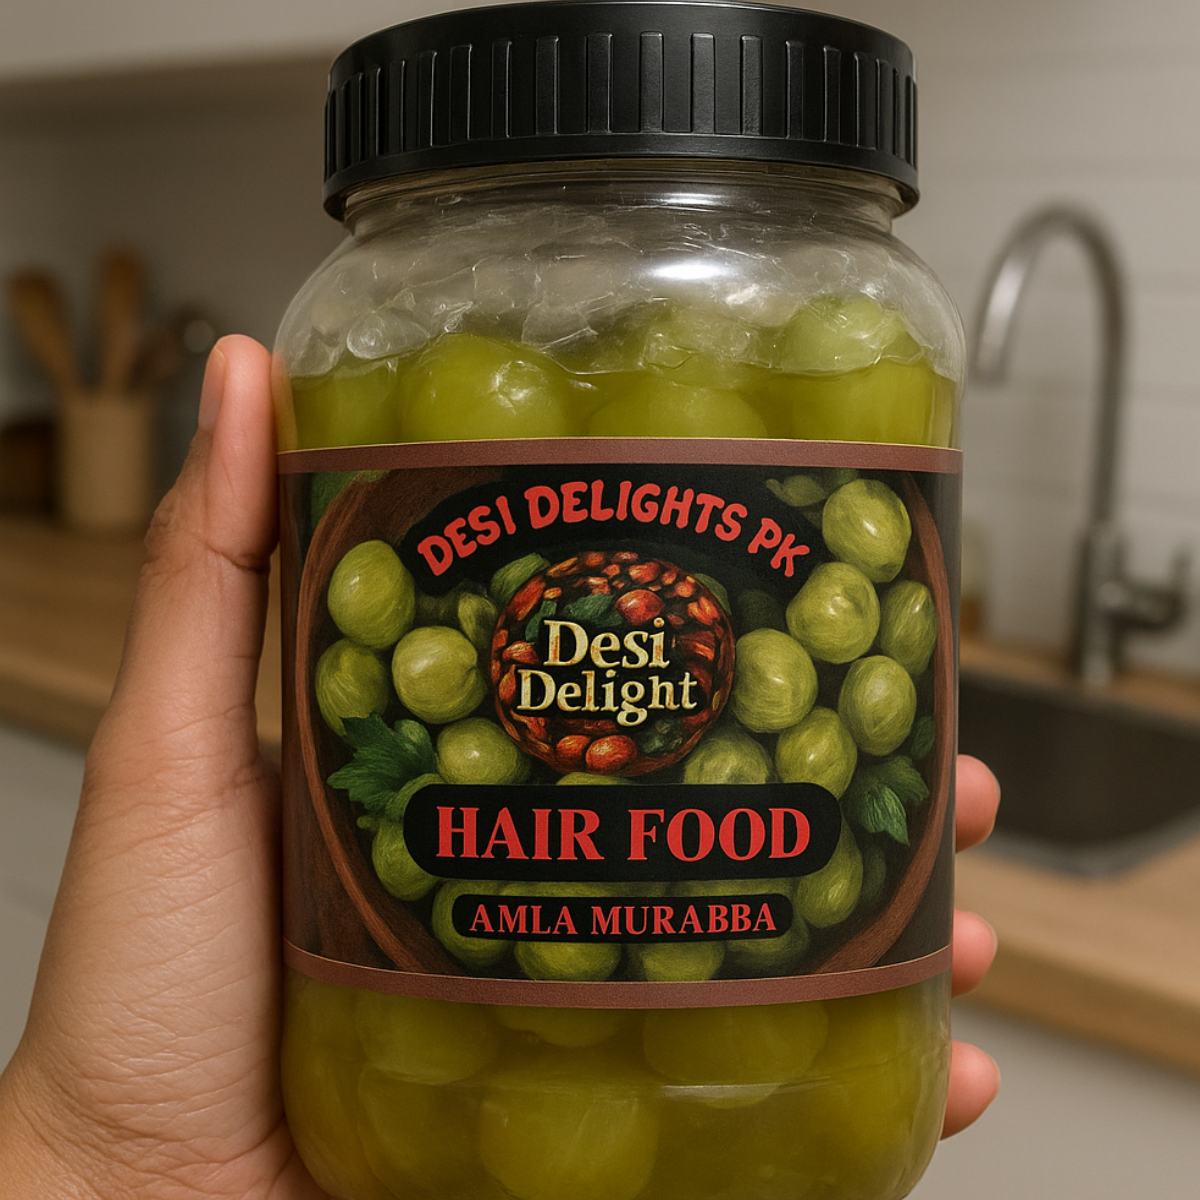 DESI DELIGHTS PK
Desi
Delight
HAIR FOOD
AMLA MURABBA